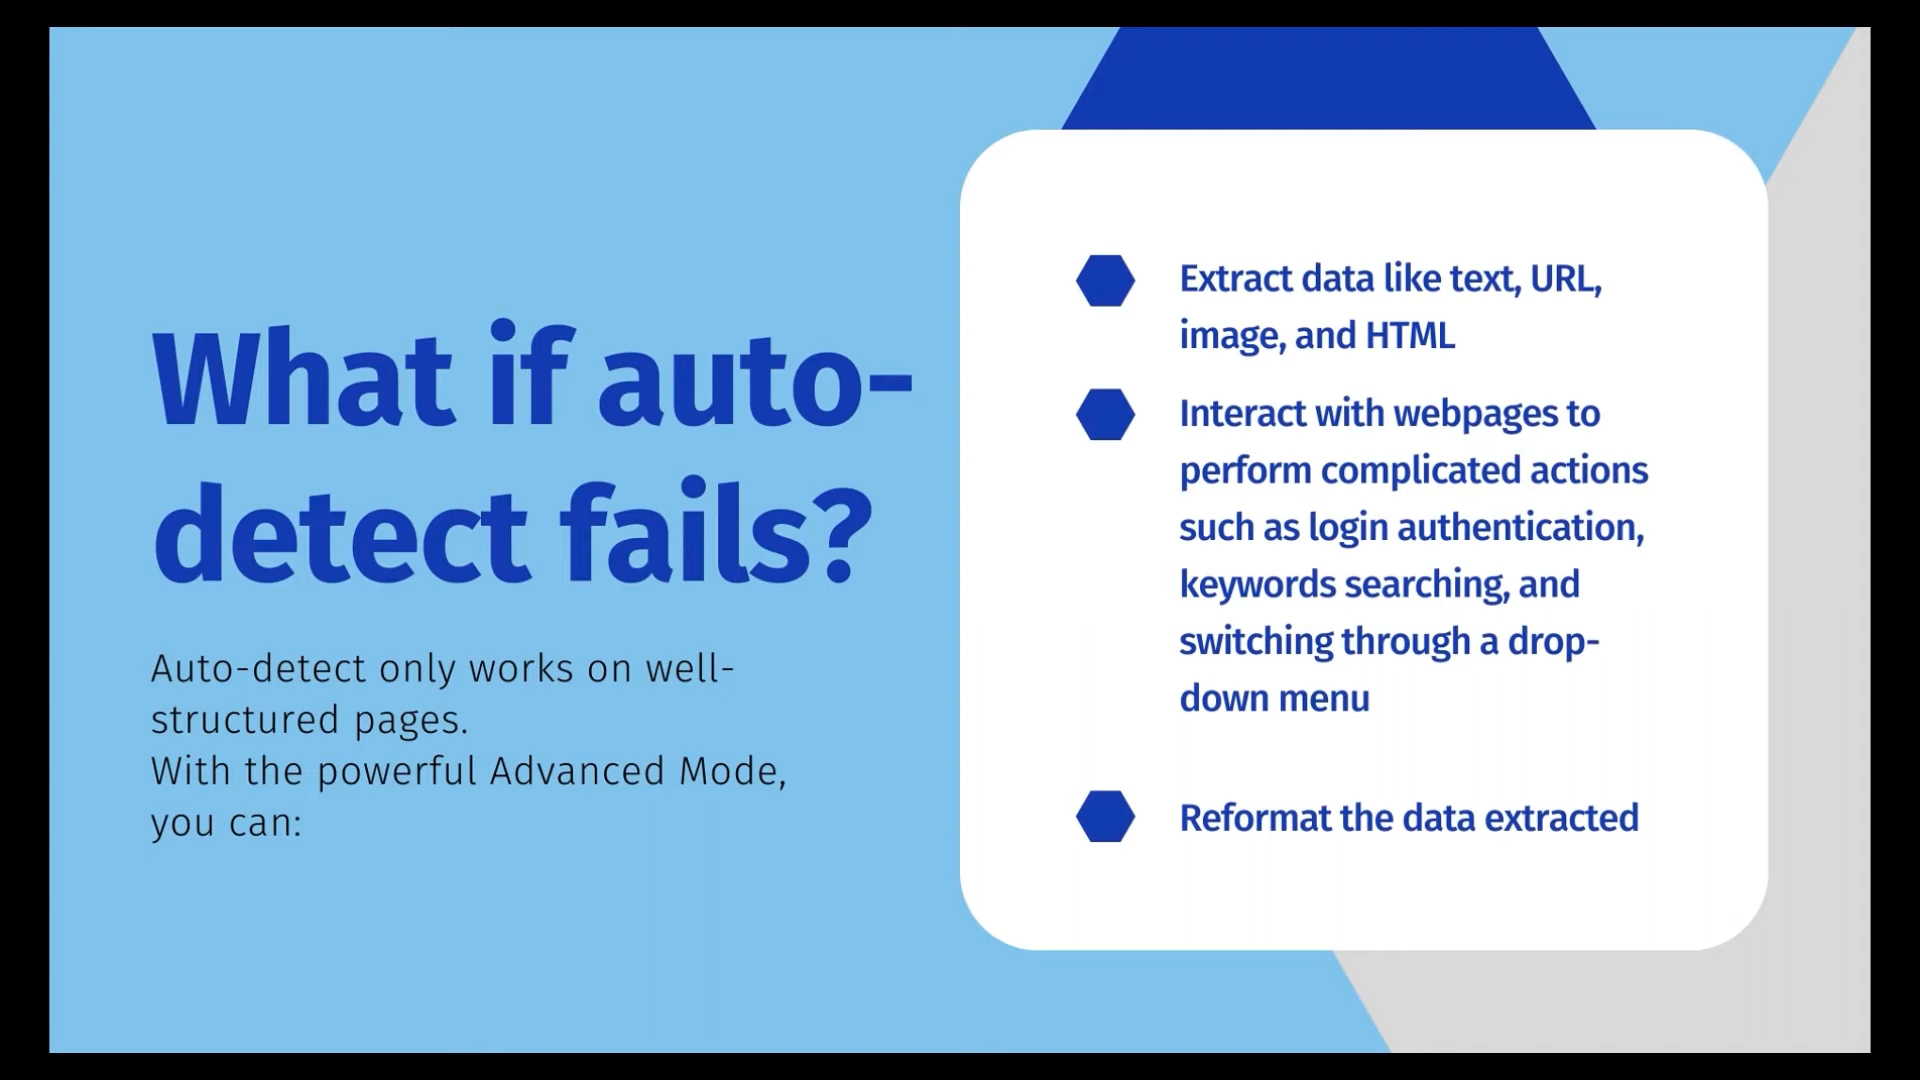 What if auto-
detect fails?
Auto-detect only works on well-
structured pages.
With the powerful Advanced Mode,
you can:
Extract data like text, URL,
image, and HTML
Interact with webpages to
perform complicated actions
such as login authentication,
keywords searching, and
switching through a drop-
down menu
Reformat the data extracted